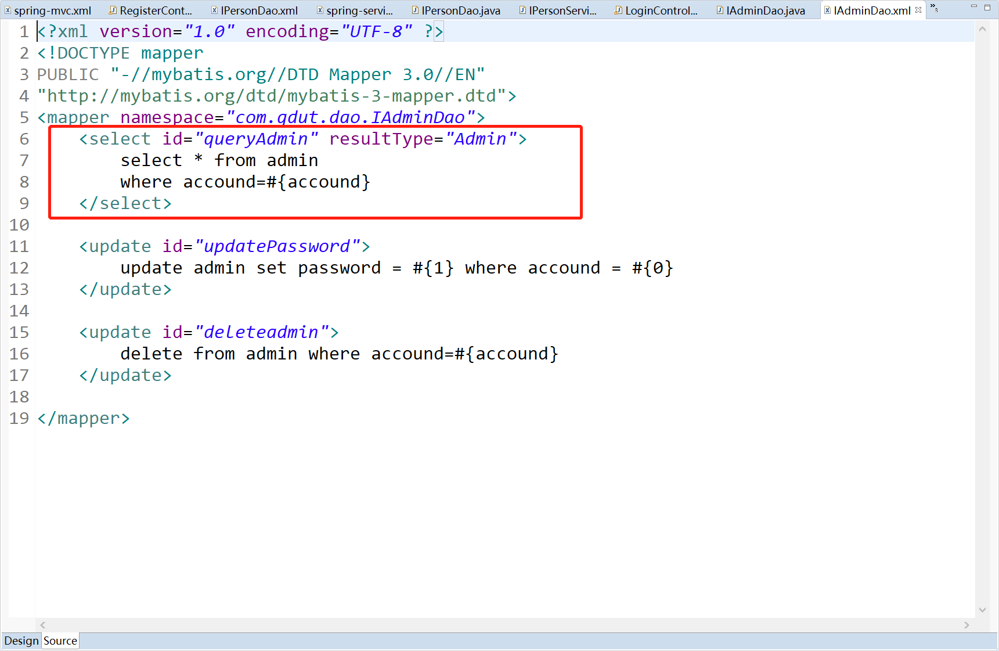 spring-mvc.xml RegisterCont... IPersonDao.xml spring-servi... IPersonDao.java IPersonServi... LoginControl... IAdminDao.java IAdminDao.xml »3
1 <?xml version="1.0" encoding="UTF-8" ?>
2 <!DOCTYPE mapper
3 PUBLIC "-//mybatis.org//DTD Mapper 3.0//EN"
4 "http://mybatis.org/dtd/mybatis-3-mapper.dtd">
5 <mapper namespace="com.qdut.dao.IAdminDao">
6 <select id="queryAdmin" resultType="Admin">
7 select * from admin
8 where accound=#{accound}
9 </select>
10
11 <update id="updatePassword">
12 update admin set password = #{1} where accound = #{0}
13 </update>
14
15 <update id="deleteadmin">
16 delete from admin where accound=#{accound}
17 </update>
18
19 </mapper>
Design Source